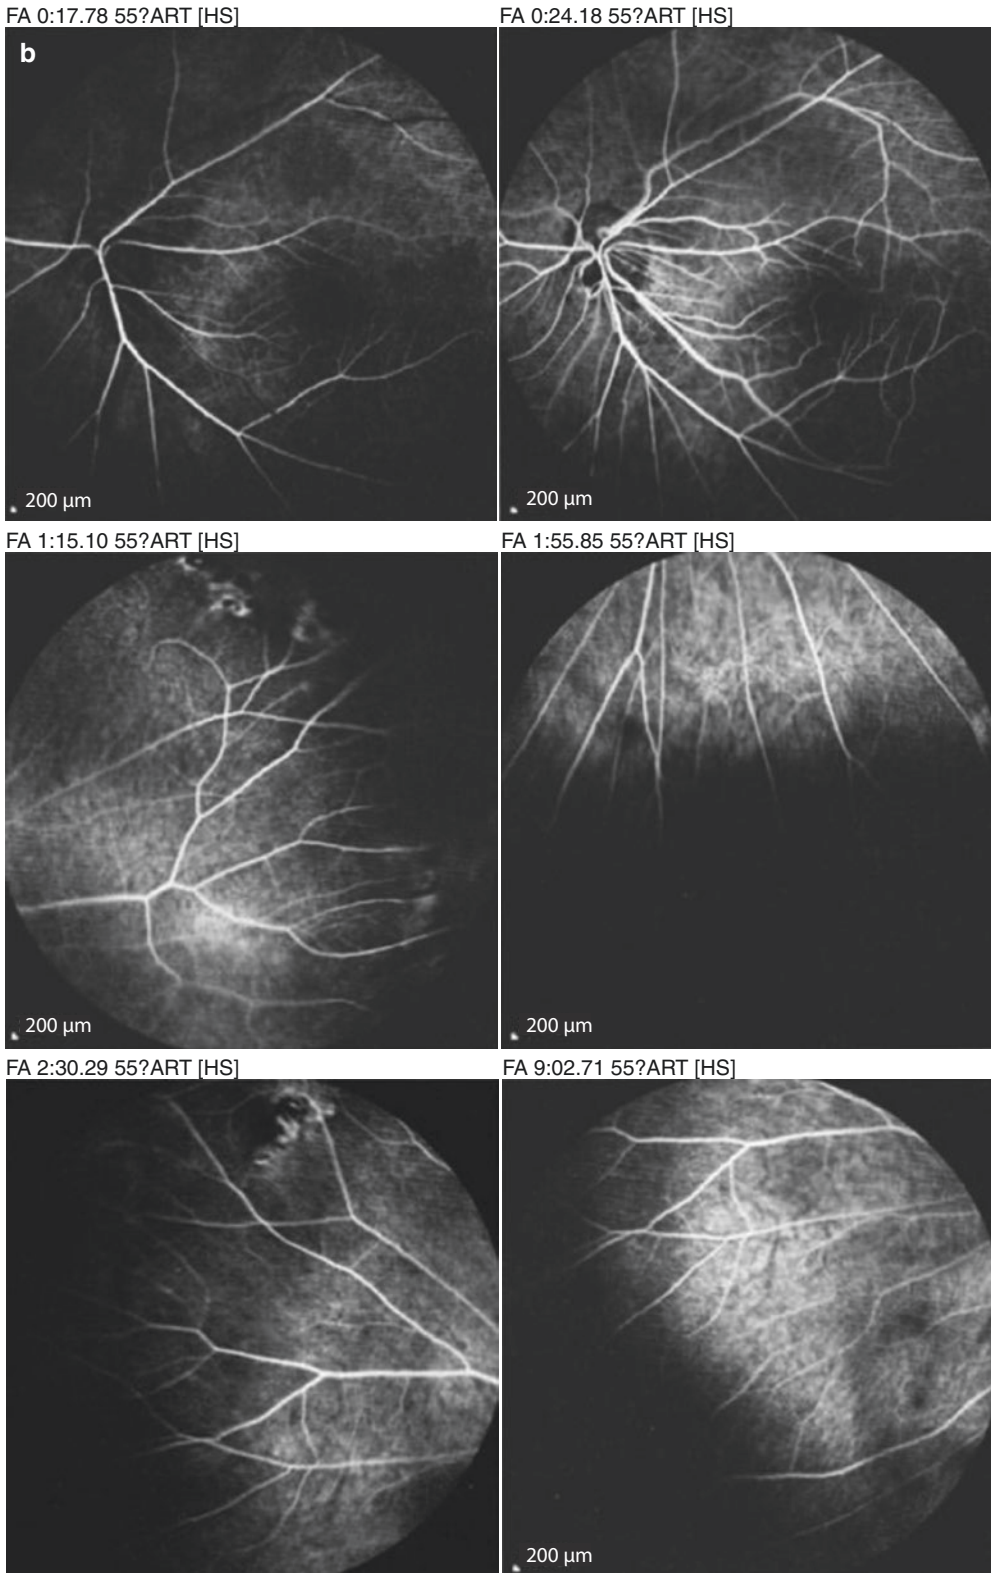 FA 0:17.78 55?ART [HS]
FA 0:24.18 55?ART [HS]
b
200 µm
200 µm
FA 1:15.10 55?ART [HS]
FA 1:55.85 55?ART [HS]
200 µm
200 µm
FA 2:30.29 55?ART [HS]
FA 9:02.71 55?ART [HS]
200 µm